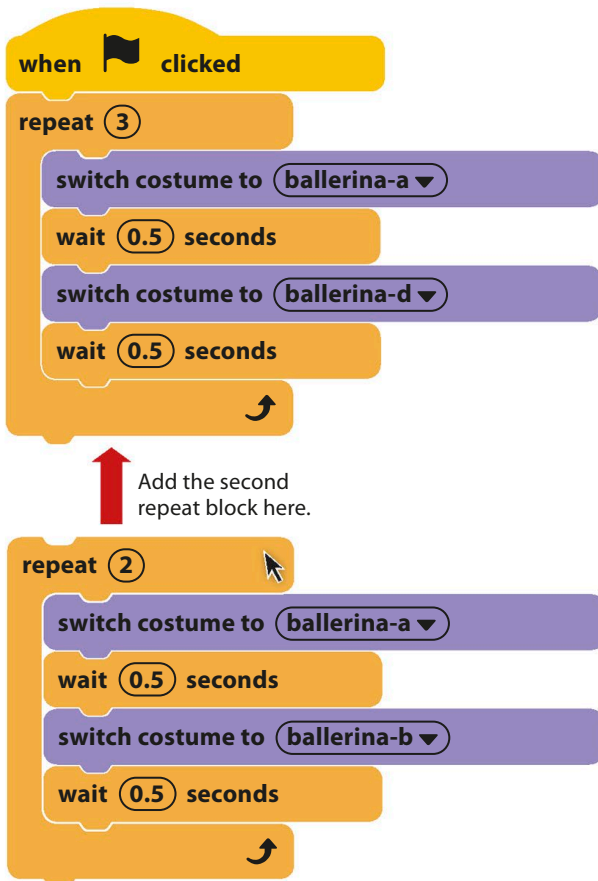 when clicked
repeat 3
switch costume to ballerina-a
wait 0.5 seconds
switch costume to ballerina-d
wait 0.5 seconds
Add the second
repeat block here.
repeat 2
switch costume to ballerina-a
wait 0.5 seconds
switch costume to ballerina-b
wait 0.5 seconds